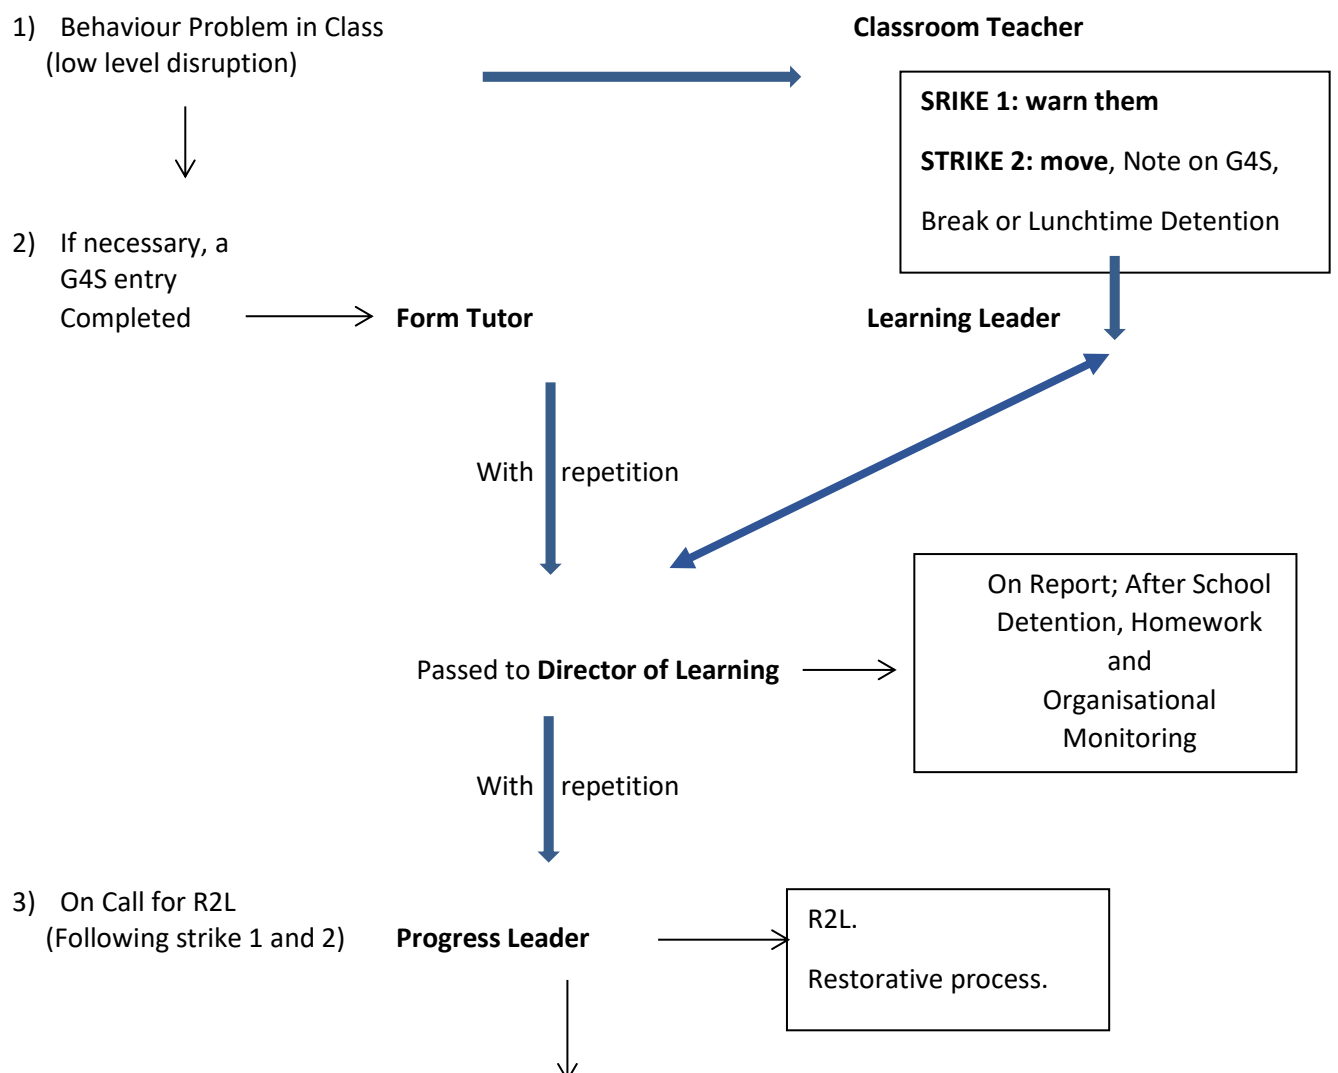 1) Behaviour Problem in Class
(low level disruption)
Classroom Teacher
SRIKE 1: warn them
STRIKE 2: move, Note on G4S,
Break or Lunchtime Detention
2) If necessary, a
G4S entry
Completed
Form Tutor
Learning Leader
With repetition
Passed to Director of Learning
On Report; After School
Detention, Homework
and
Organisational
Monitoring
With repetition
3) On Call for R2L
(Following strike 1 and 2)
Progress Leader
R2L.
Restorative process.